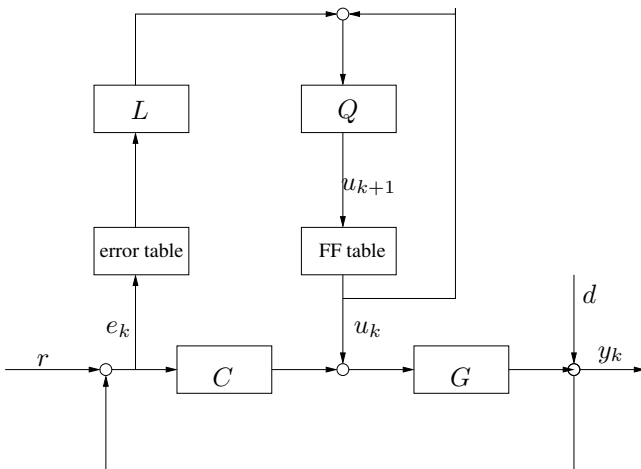 L
Q
u_{k+1}
error table
FF table
d
e_k
u_k
y_k
r
C
G